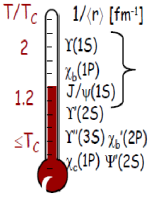 T/T_C 1/⟨r⟩ [fm⁻¹]
2 ϒ(1S)
χ_b(1P)
1.2 J/ψ(1S)
ϒ'(2S)
≤T_C ϒ''(3S) χ_b'(2P)
χ_c(1P) Ψ'(2S)